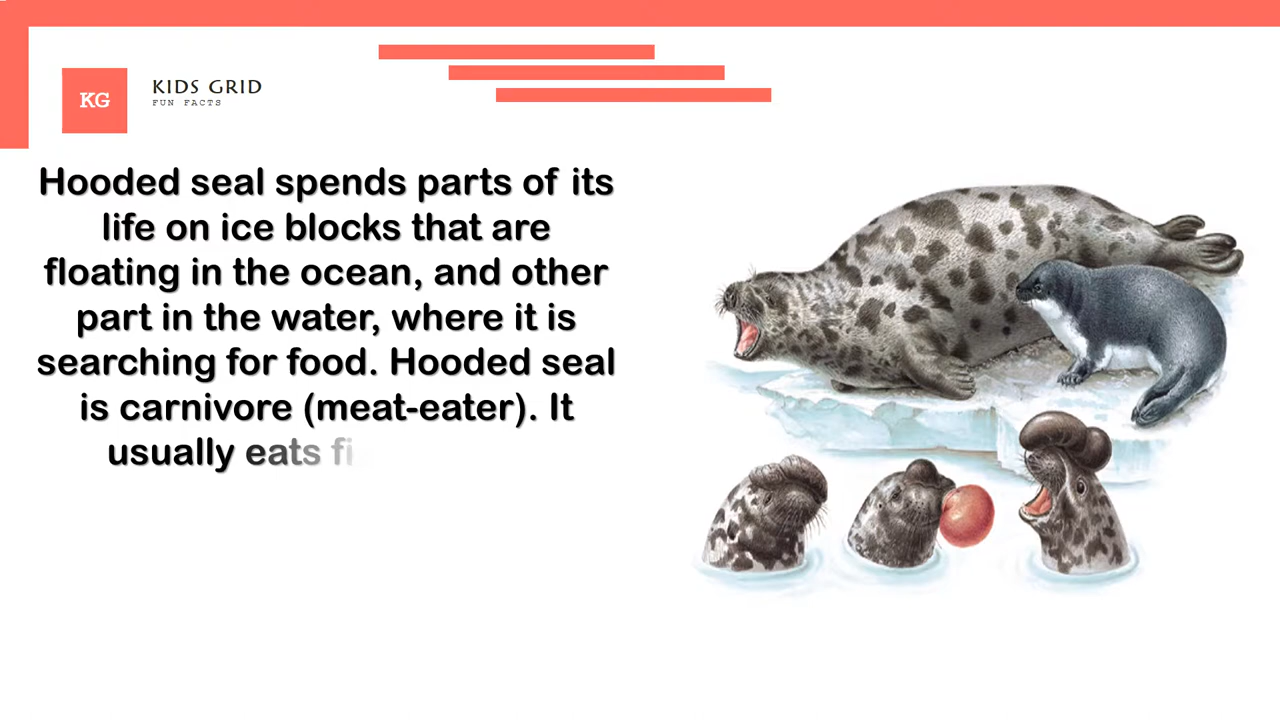 KG
KIDS GRID
FUN FACTS
Hooded seal spends parts of its
life on ice blocks that are
floating in the ocean, and other
part in the water, where it is
searching for food. Hooded seal
is carnivore (meat-eater). It
usually eats